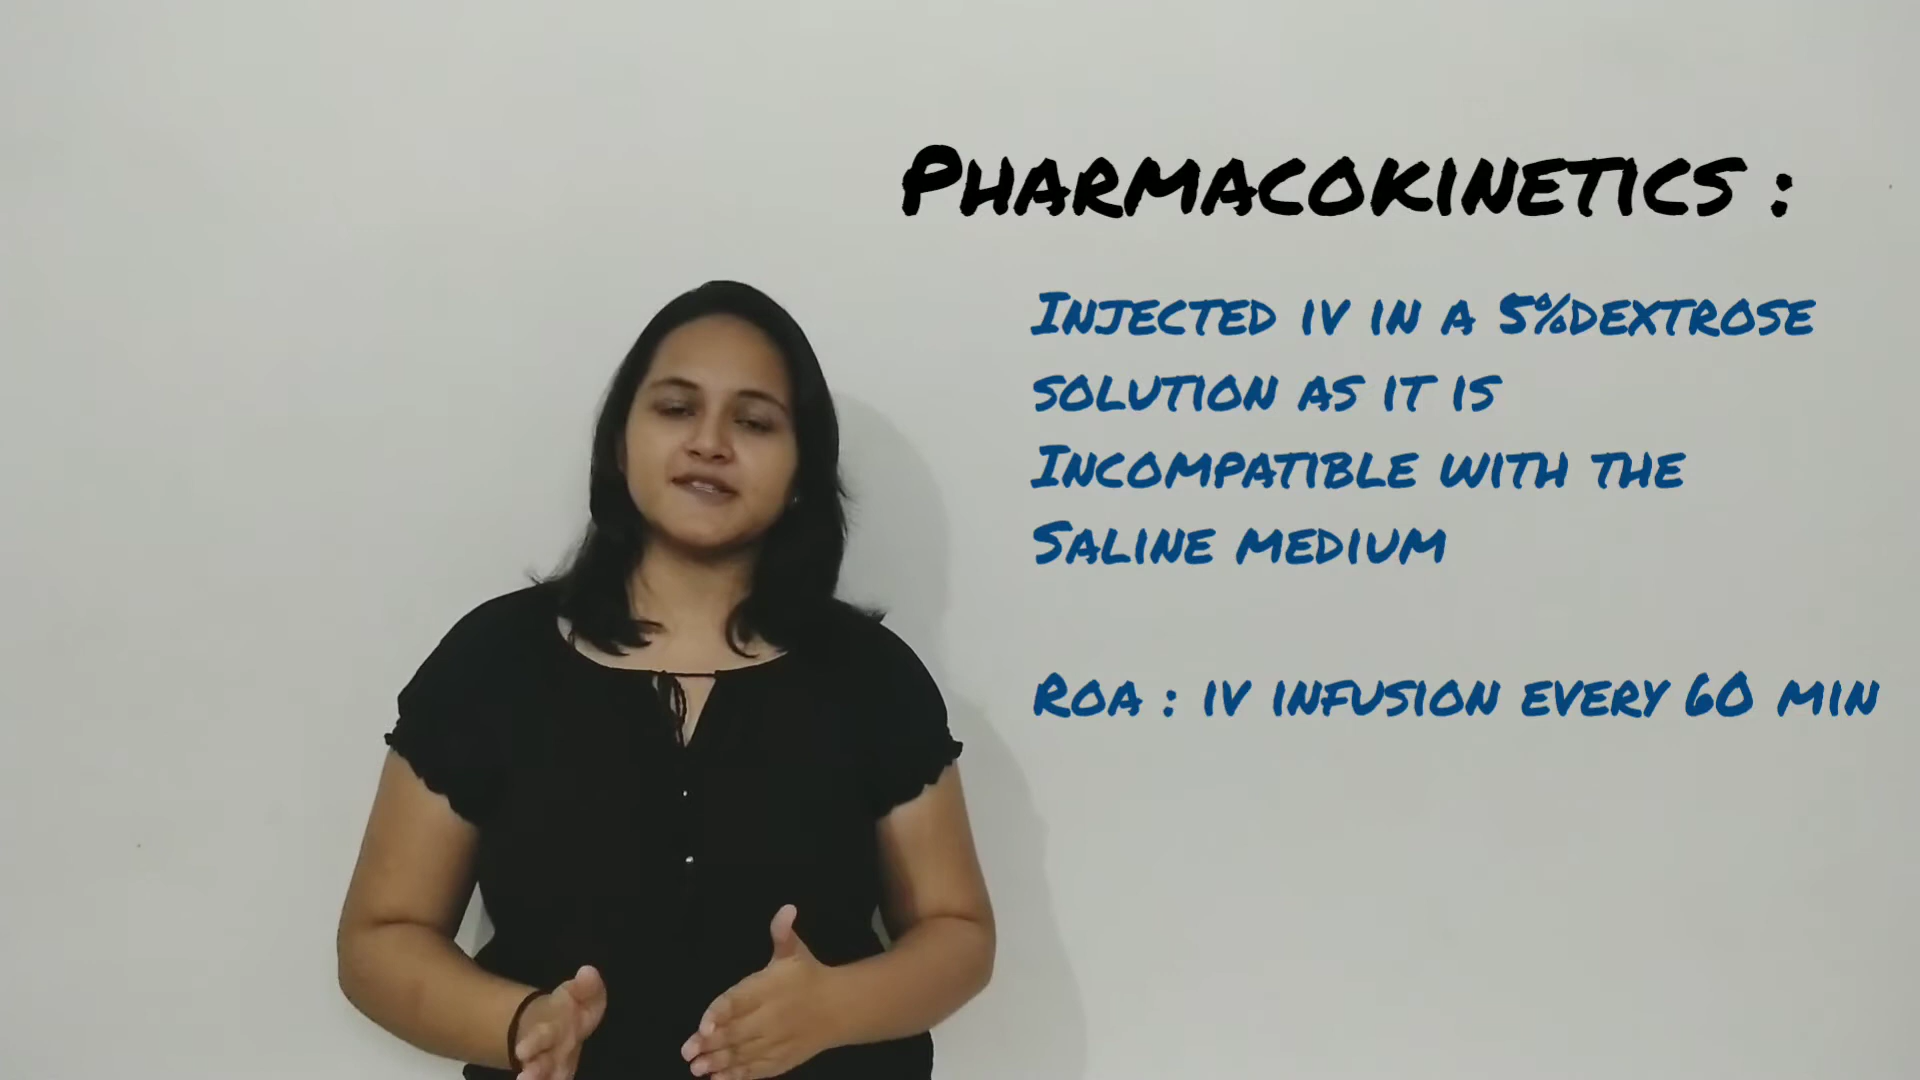 Pharmacokinetics :
Injected iv in a 5%dextrose
solution as it is
Incompatible with the
Saline medium
Roa : iv infusion every 60 min